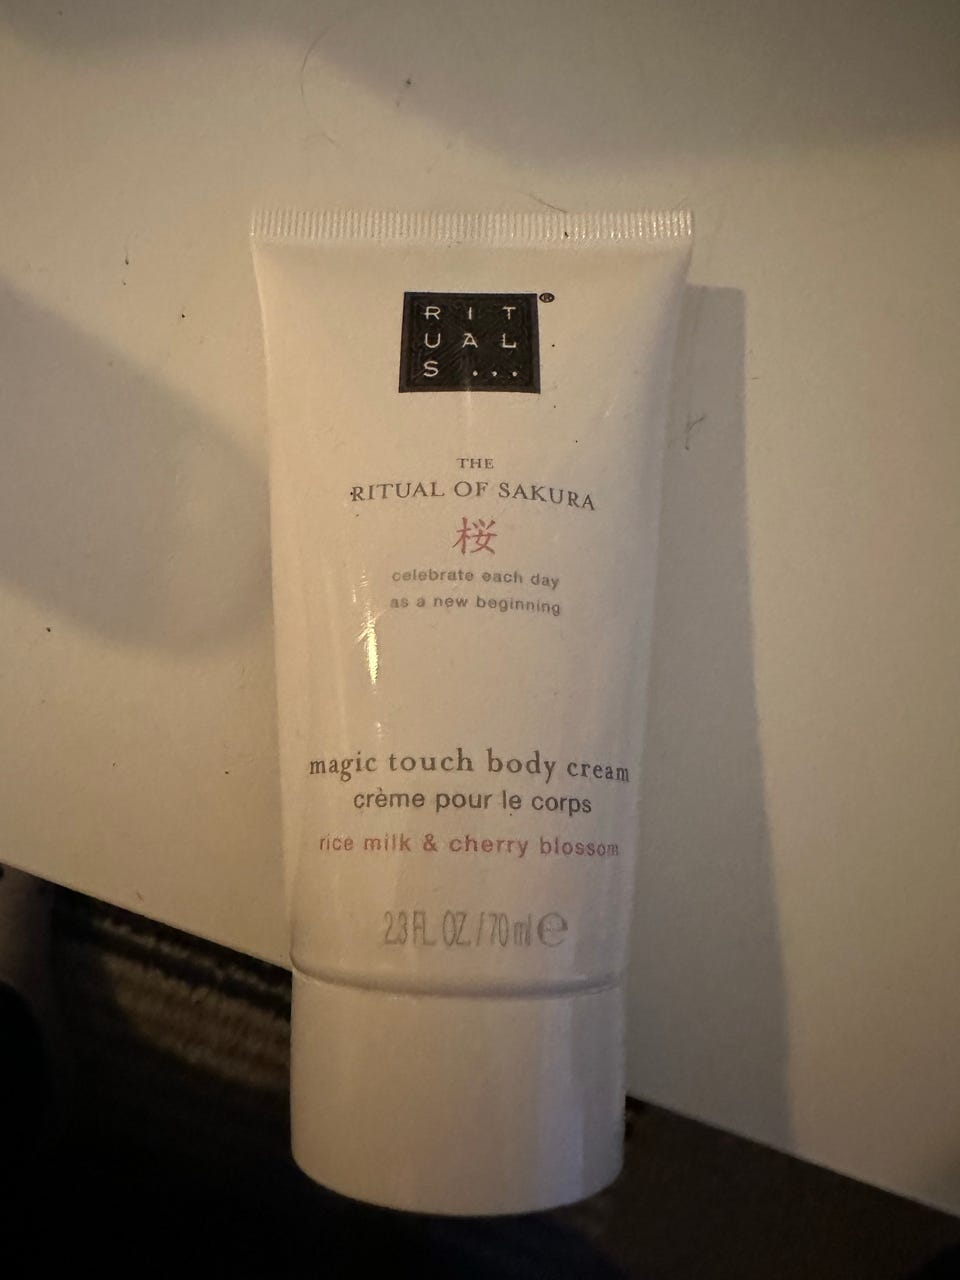 RIT
UAL
S...
®
THE
RITUAL OF SAKURA
桜
celebrate each day
as a new beginning
magic touch body cream
crème pour le corps
rice milk & cherry blossom
2.3 FL. OZ. / 70 ml ℮